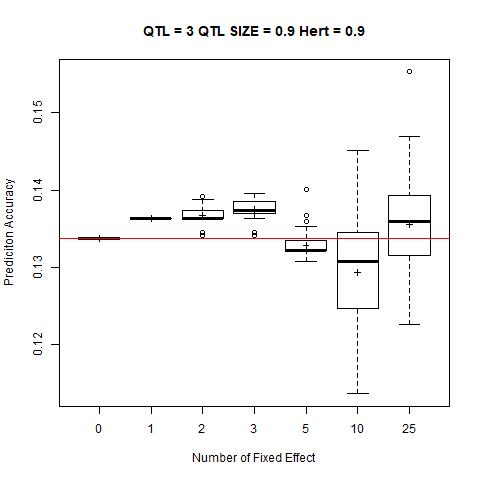 QTL = 3 QTL SIZE = 0.9 Hert = 0.9
0.15
0.14
0.13
0.12
Prediciton Accuracy
0 1 2 3 5 10 25
Number of Fixed Effect